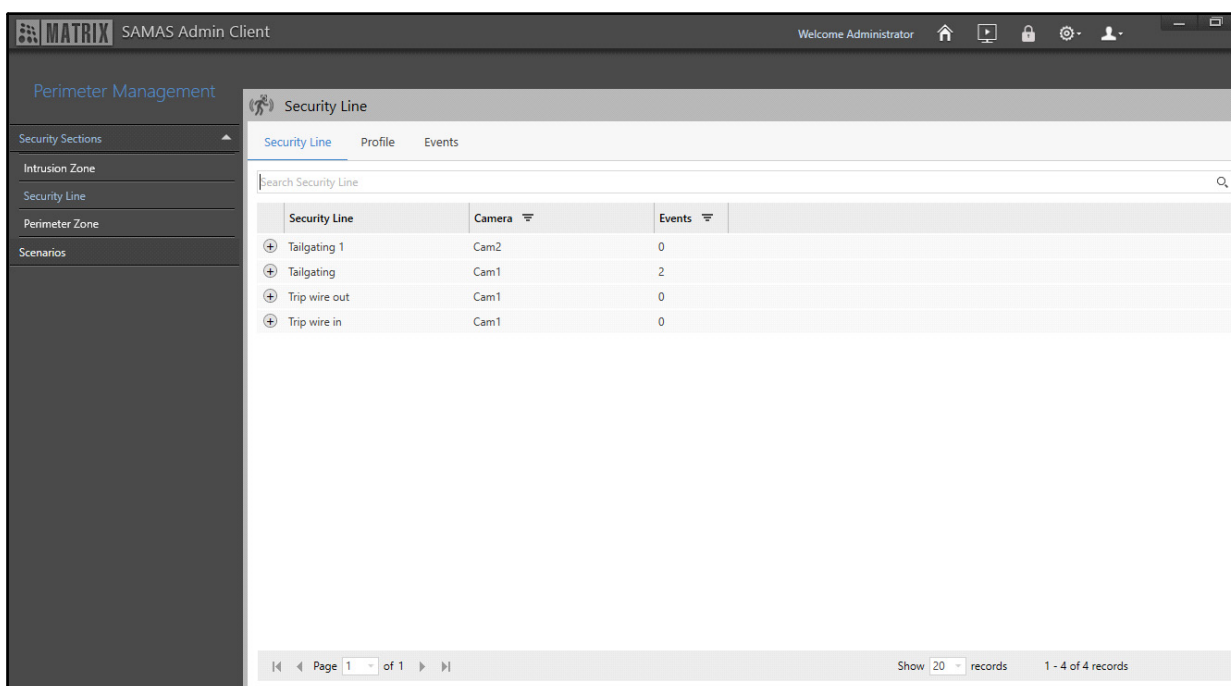 MATRIX SAMAS Admin Client Welcome Administrator
Perimeter Management
Security Sections
Intrusion Zone
Security Line
Perimeter Zone
Scenarios
Security Line
Security Line Profile Events
Search Security Line
Security Line Camera Events
Tailgating 1 Cam2 0
Tailgating Cam1 2
Trip wire out Cam1 0
Trip wire in Cam1 0
Page 1 of 1 Show 20 records 1 - 4 of 4 records